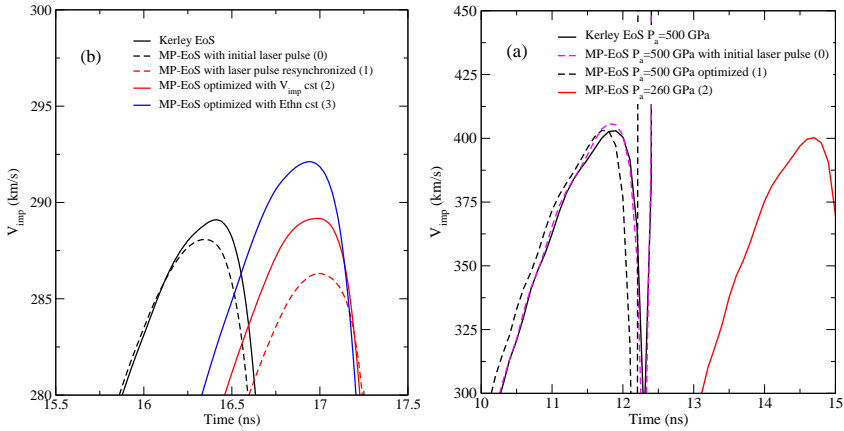 300
295
290
285
280
V_imp (km/s)
(b)
Kerley EoS
MP-EoS with initial laser pulse (0)
MP-EoS with laser pulse resynchronized (1)
MP-EoS optimized with V_imp cst (2)
MP-EoS optimized with Ethn cst (3)
15.5 16 16.5 17 17.5
Time (ns)
450
425
400
375
400
325
300
V_imp (km/s)
(a)
Kerley EoS P_a=500 GPa
MP-EoS P_a=500 GPa with initial laser pulse (0)
MP-EoS P_a=500 GPa optimized (1)
MP-EoS P_a=260 GPa (2)
10 11 12 13 14 15
Time (ns)